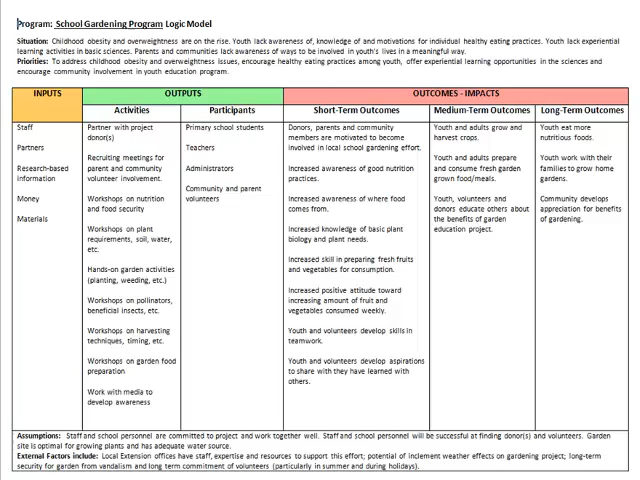 Program: School Gardening Program Logic Model
Situation: Childhood obesity and overweightness are on the rise. Youth lack awareness of, knowledge of and motivations for individual healthy eating practices. Youth lack experiential
learning activities in basic sciences. Parents and communities lack awareness of ways to be involved in youth's lives in a meaningful way.
Priorities: To address childhood obesity and overweightness issues, encourage healthy eating practices among youth, offer experiential learning opportunities in the sciences and
encourage community involvement in youth education program.
INPUTS
OUTPUTS
OUTCOMES - IMPACTS
Activities
Participants
Short-Term Outcomes
Medium-Term Outcomes
Long-Term Outcomes
Staff
Partners
Research-based
information
Money
Materials
Partner with project
donor(s)
Recruiting meetings for
parent and community
volunteer involvement.
Workshops on nutrition
and food security
Workshops on plant
requirements, soil, water,
etc.
Hands-on garden activities
(planting, weeding, etc.)
Workshops on pollinators,
beneficial insects, etc.
Workshops on harvesting
techniques, timing, etc.
Workshops on garden food
preparation
Work with media to
develop awareness
Primary school students
Teachers
Administrators
Community and parent
volunteers
Donors, parents and community
members are motivated to become
involved in local school gardening effort.
Increased awareness of good nutrition
practices.
Increased awareness of where food
comes from.
Increased knowledge of basic plant
biology and plant needs.
Increased skill in preparing fresh fruits
and vegetables for consumption.
Increased positive attitude toward
increasing amount of fruit and
vegetables consumed weekly.
Youth and volunteers develop skills in
teamwork.
Youth and volunteers develop aspirations
to share with they have learned with
others.
Youth and adults grow and
harvest crops.
Youth and adults prepare
and consume fresh garden
grown food/meals.
Youth, volunteers and
donors educate others about
the benefits of garden
education project.
Youth eat more
nutritious foods.
Youth work with their
families to grow home
gardens.
Community develops
appreciation for benefits
of gardening.
Assumptions: Staff and school personnel are committed to project and work together well. Staff and school personnel will be successful at finding donor(s) and volunteers. Garden
site is optimal for growing plants and has adequate water source.
External Factors include: Local Extension offices have staff, expertise and resources to support this effort; potential of inclement weather effects on gardening project; long-term
security for garden from vandalism and long term commitment of volunteers (particularly in summer and during holidays).